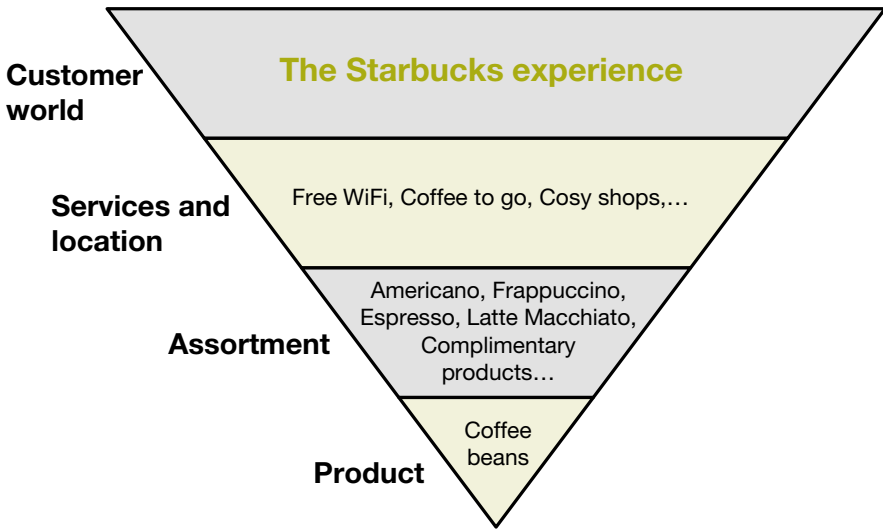 Customer
world
The Starbucks experience
Services and
location
Free WiFi, Coffee to go, Cosy shops,…
Assortment
Americano, Frappuccino,
Espresso, Latte Macchiato,
Complimentary
products…
Product
Coffee
beans